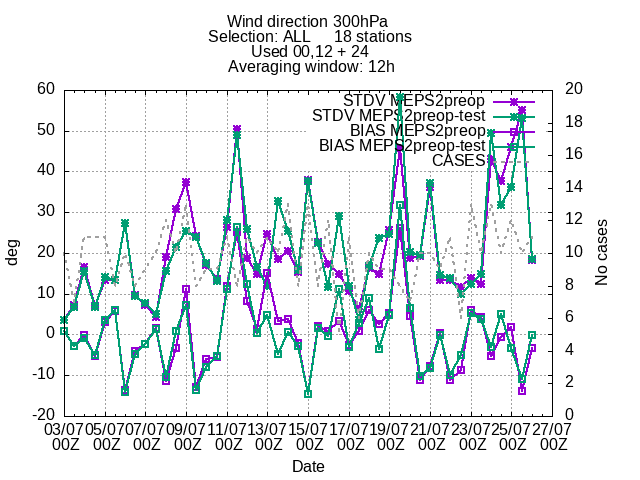 Wind direction 300hPa
Selection: ALL 18 stations
Used 00,12 + 24
Averaging window: 12h
STDV MEPS2preop
STDV MEPS2preop-test
BIAS MEPS2preop
BIAS MEPS2preop-test
CASES
60
50
40
30
20
10
0
-10
-20
deg
20
18
16
14
12
10
8
6
4
2
0
No cases
03/07 05/07 07/07 09/07 11/07 13/07 15/07 17/07 19/07 21/07 23/07 25/07 27/07
00Z 00Z 00Z 00Z 00Z 00Z 00Z 00Z 00Z 00Z 00Z 00Z 00Z
Date